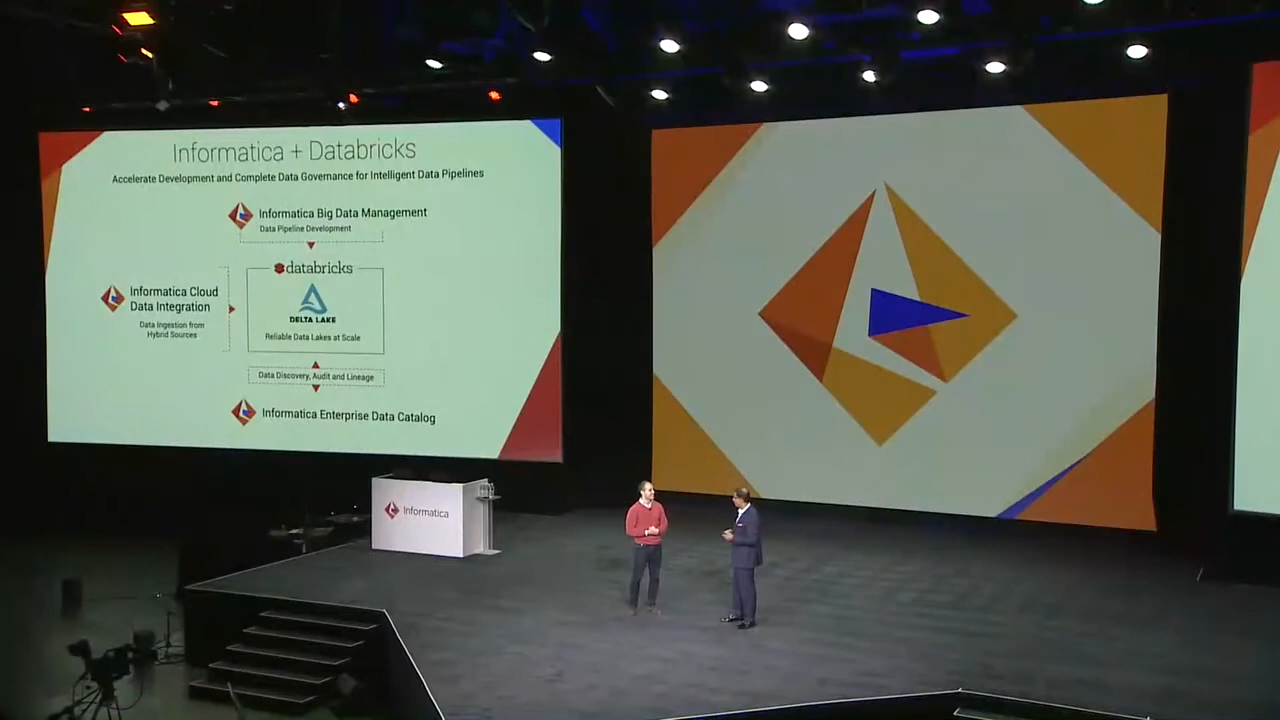 Informatica + Databricks
Accelerate Development and Complete Data Governance for Intelligent Data Pipelines
Informatica Big Data Management
Data Pipeline Development
databricks
Informatica Cloud
Data Integration
Data Ingestion from
Hybrid Sources
DELTA LAKE
Reliable Data Lakes at Scale
Data Discovery, Audit and Lineage
Informatica Enterprise Data Catalog
Informatica